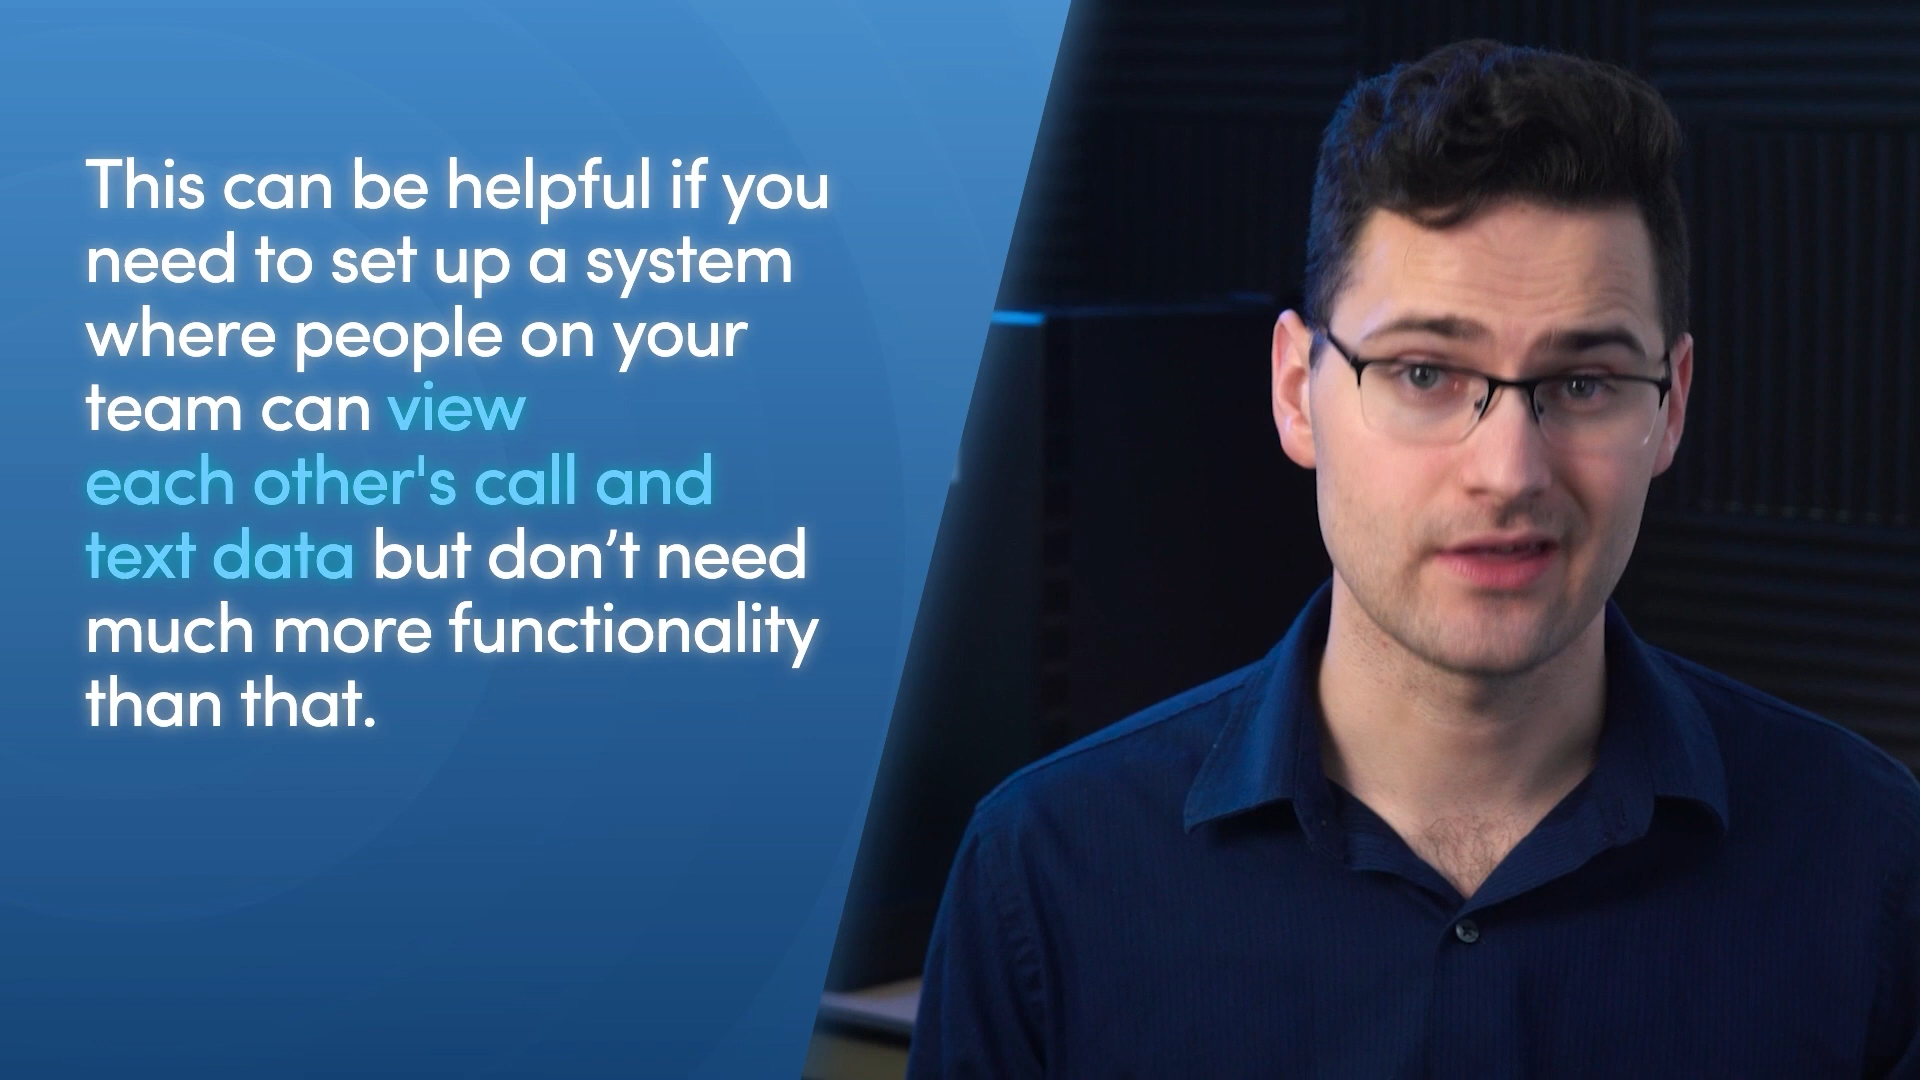 This can be helpful if you
need to set up a system
where people on your
team can view
each other's call and
text data but don’t need
much more functionality
than that.